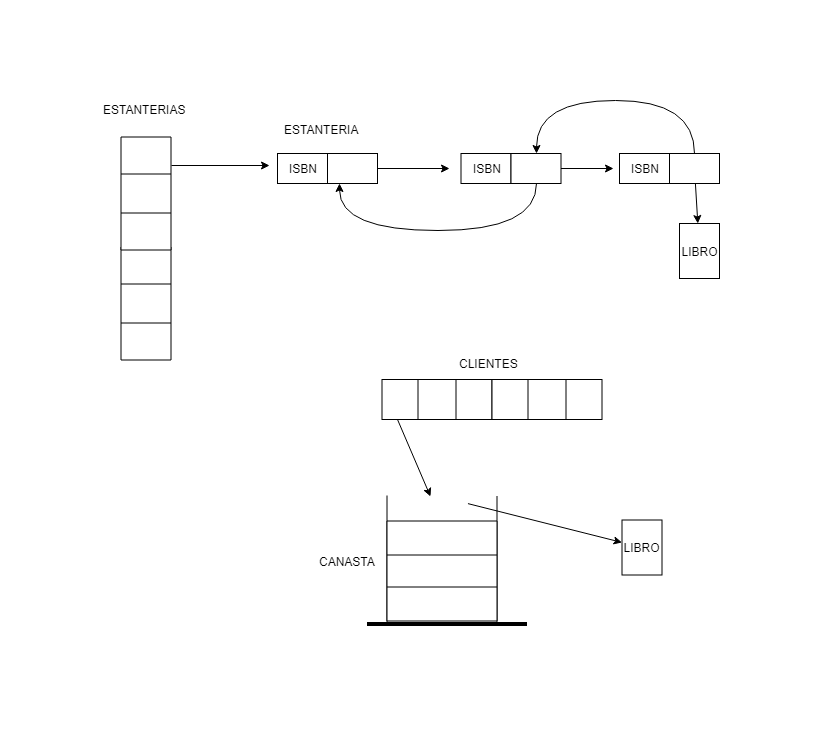 ESTANTERIAS
ESTANTERIA
ISBN
ISBN
ISBN
LIBRO
CLIENTES
CANASTA
LIBRO